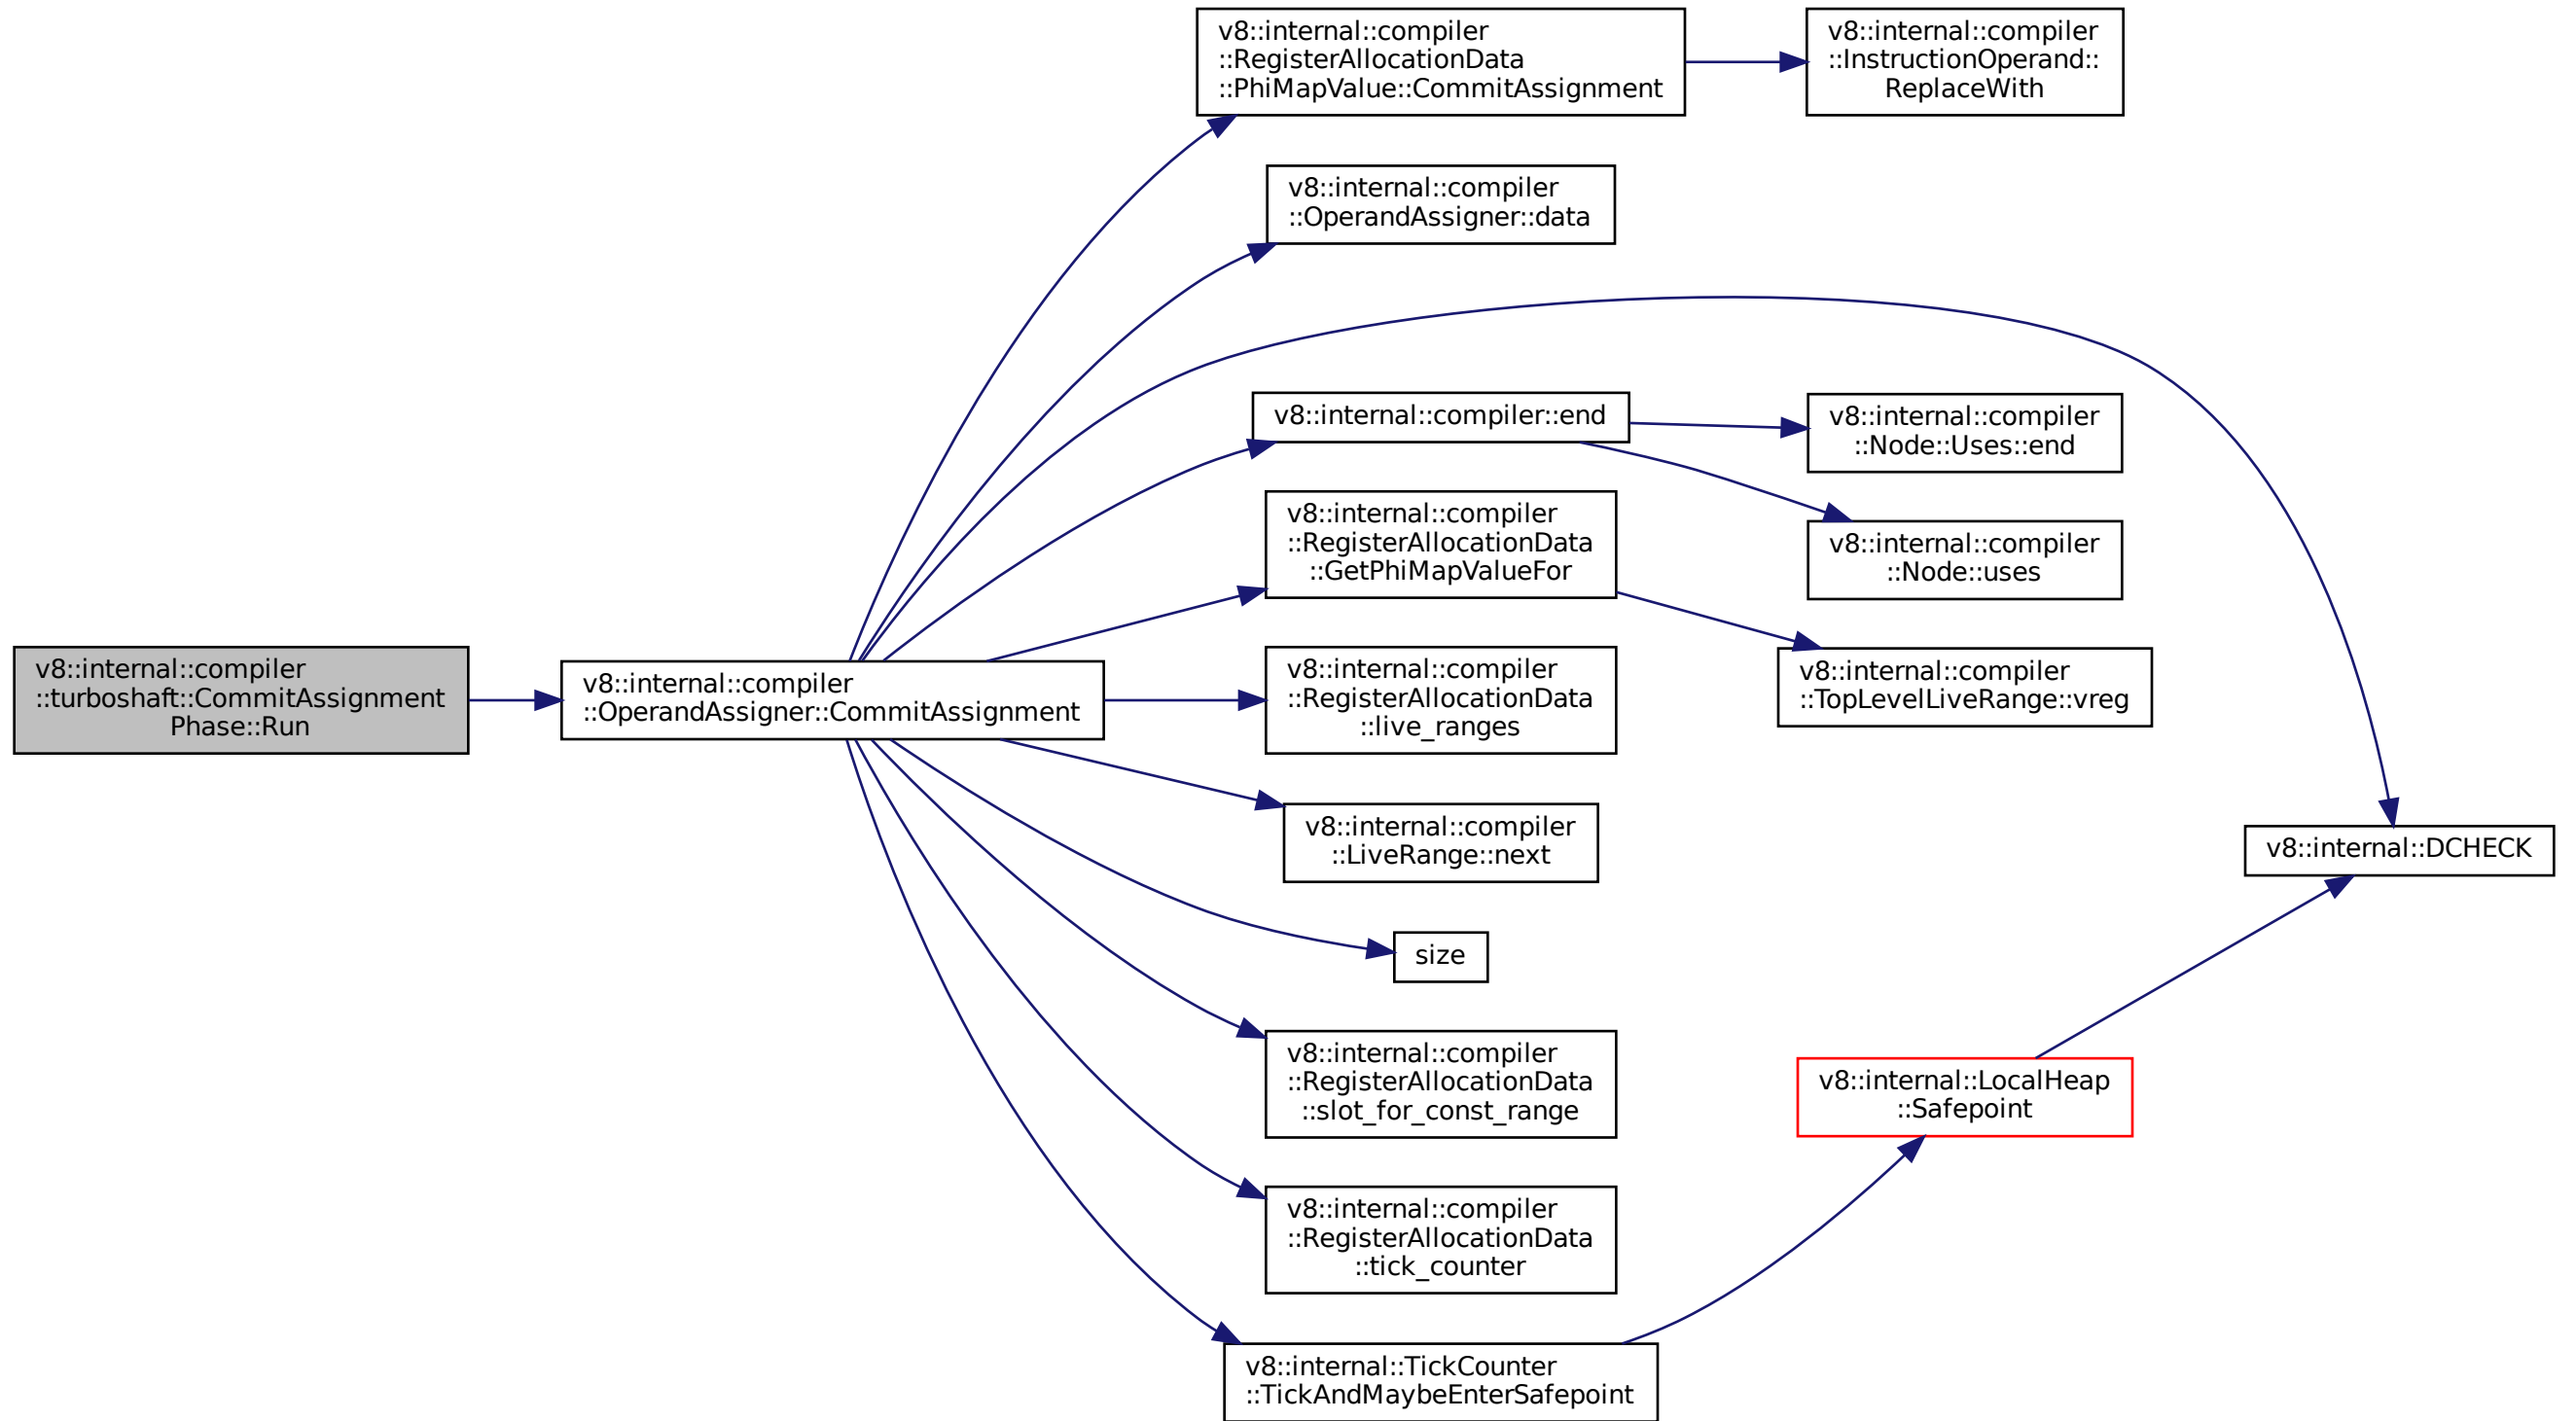 v8::internal::compiler
::RegisterAllocationData
::PhiMapValue::CommitAssignment
v8::internal::compiler
::InstructionOperand::
ReplaceWith
v8::internal::compiler
::OperandAssigner::data
v8::internal::compiler::end
v8::internal::compiler
::Node::Uses::end
v8::internal::compiler
::RegisterAllocationData
::GetPhiMapValueFor
v8::internal::compiler
::Node::uses
v8::internal::compiler
::turboshaft::CommitAssignment
Phase::Run
v8::internal::compiler
::OperandAssigner::CommitAssignment
v8::internal::compiler
::RegisterAllocationData
::live_ranges
v8::internal::compiler
::TopLevelLiveRange::vreg
v8::internal::compiler
::LiveRange::next
v8::internal::DCHECK
size
v8::internal::compiler
::RegisterAllocationData
::slot_for_const_range
v8::internal::LocalHeap
::Safepoint
v8::internal::compiler
::RegisterAllocationData
::tick_counter
v8::internal::TickCounter
::TickAndMaybeEnterSafepoint